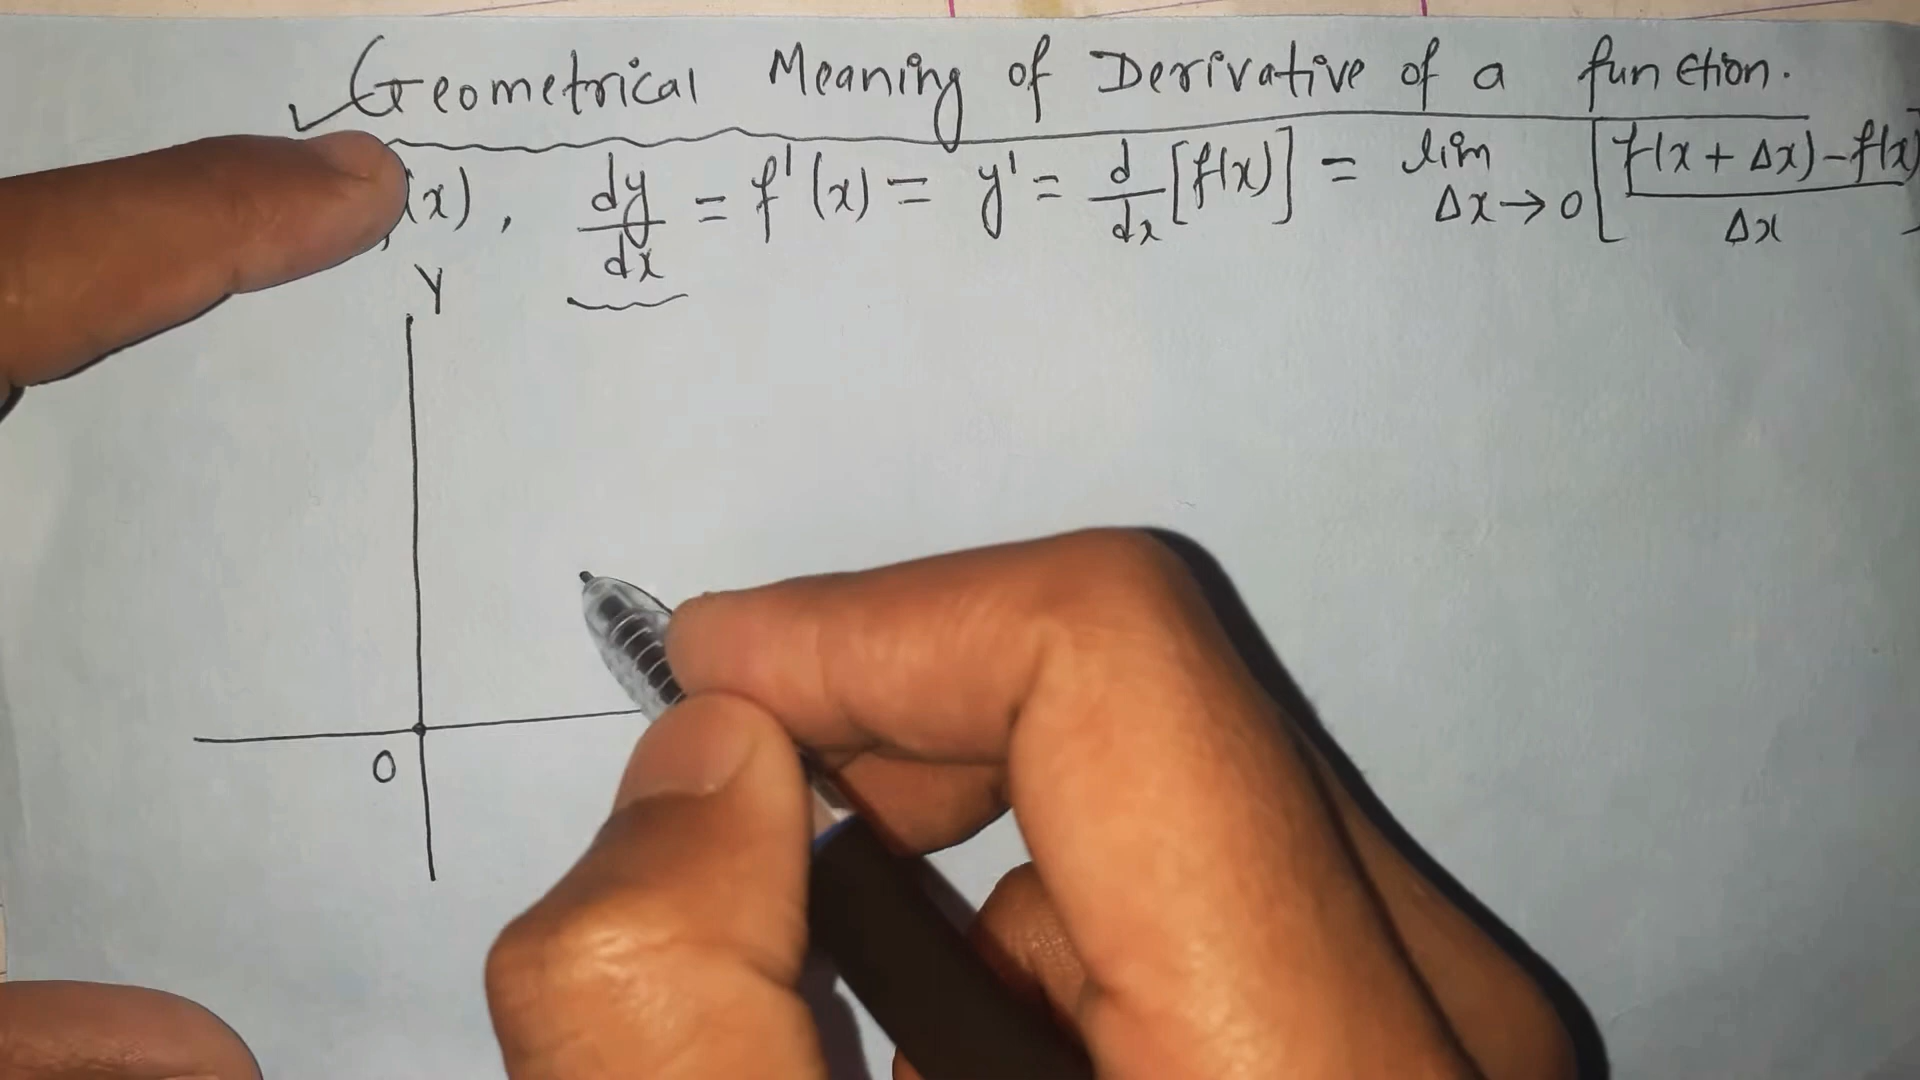 Geometrical Meaning of Derivative of a function.
(x), dy/dx = f'(x) = y' = d/dx [f(x)] = lim Δx→0 [f(x + Δx) - f(x)/Δx]
Y
O